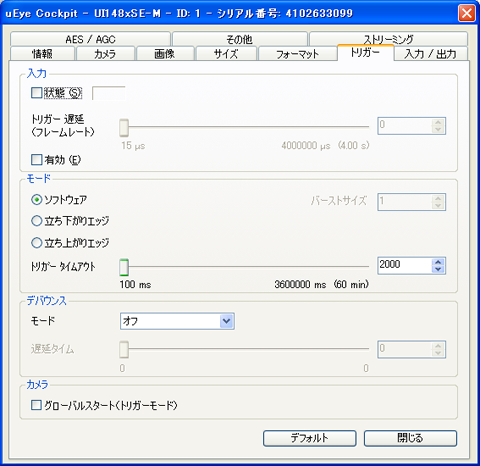 uEye Cockpit - UI148xSE-M - ID: 1 - シリアル番号: 4102633099
AES / AGC
その他
ストリーミング
情報
カメラ
画像
サイズ
フォーマット
トリガー
入力 / 出力
入力
状態 (S)
トリガー 遅延
(フレームレート)
0
15 µs
4000000 µs (4.00 s)
有効 (E)
モード
ソフトウェア
バーストサイズ
1
立ち下がりエッジ
立ち上がりエッジ
トリガー タイムアウト
2000
100 ms
3600000 ms (60 min)
デバウンス
モード
オフ
遅延タイム
0
0
0
カメラ
グローバルスタート(トリガーモード)
デフォルト
閉じる